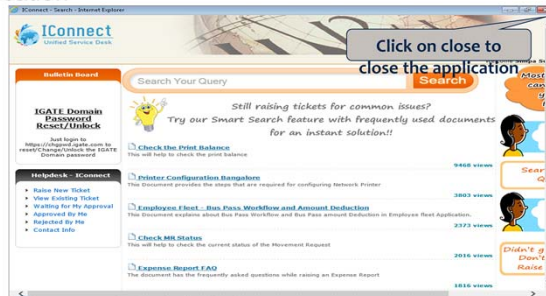 IConnect - Search - Internet Explorer
IConnect
Unified Service Desk
Click on close to
close the application
Bulletin Board
IGATE Domain
Password
Reset/Unlock
Just login to
https://chgpwd.igate.com to
reset/Change/Unlock the IGATE
Domain password
Helpdesk - IConnect
Raise New Ticket
View Existing Ticket
Waiting for My Approval
Approved By Me
Rejected By Me
Contact Info
Search Your Query
Search
Still raising tickets for common issues?
Try our Smart Search feature with frequently used documents
for an instant solution!!
Check the Print Balance
This will help to check the print balance
9468 views
Printer Configuration Bangalore
This Document provides the steps that are required for configuring Network Printer
3803 views
Employee Fleet - Bus Pass Workflow and Amount Deduction
This Document explains about Bus Pass Workflow and Bus Pass amount Deduction in Employee fleet Application.
2373 views
Check MR Status
This will help to check the current status of the Movement Request
2016 views
Expense Report FAQ
The document has the frequently asked questions while raising an Expense Report
1816 views
Most
can
y
Sear
Q
Didn't g
Don't
Raise